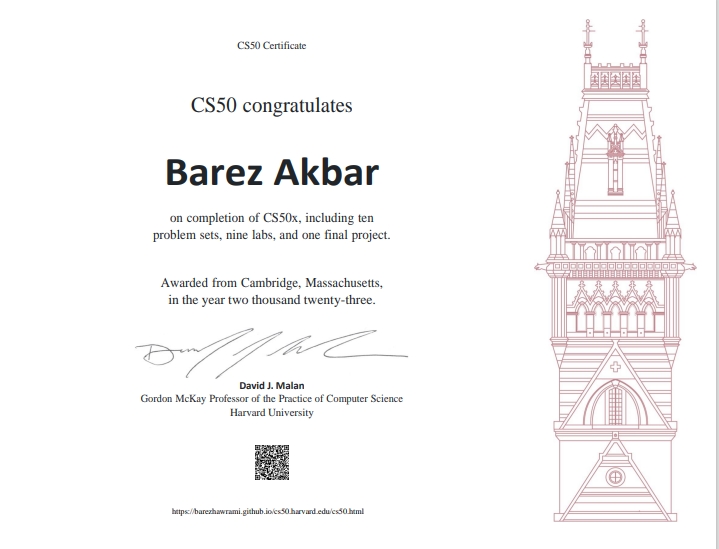 CS50 Certificate
CS50 congratulates
Barez Akbar
on completion of CS50x, including ten
problem sets, nine labs, and one final project.
Awarded from Cambridge, Massachusetts,
in the year two thousand twenty-three.
David J. Malan
Gordon McKay Professor of the Practice of Computer Science
Harvard University
https://barezhawrami.github.io/cs50.harvard.edu/cs50.html